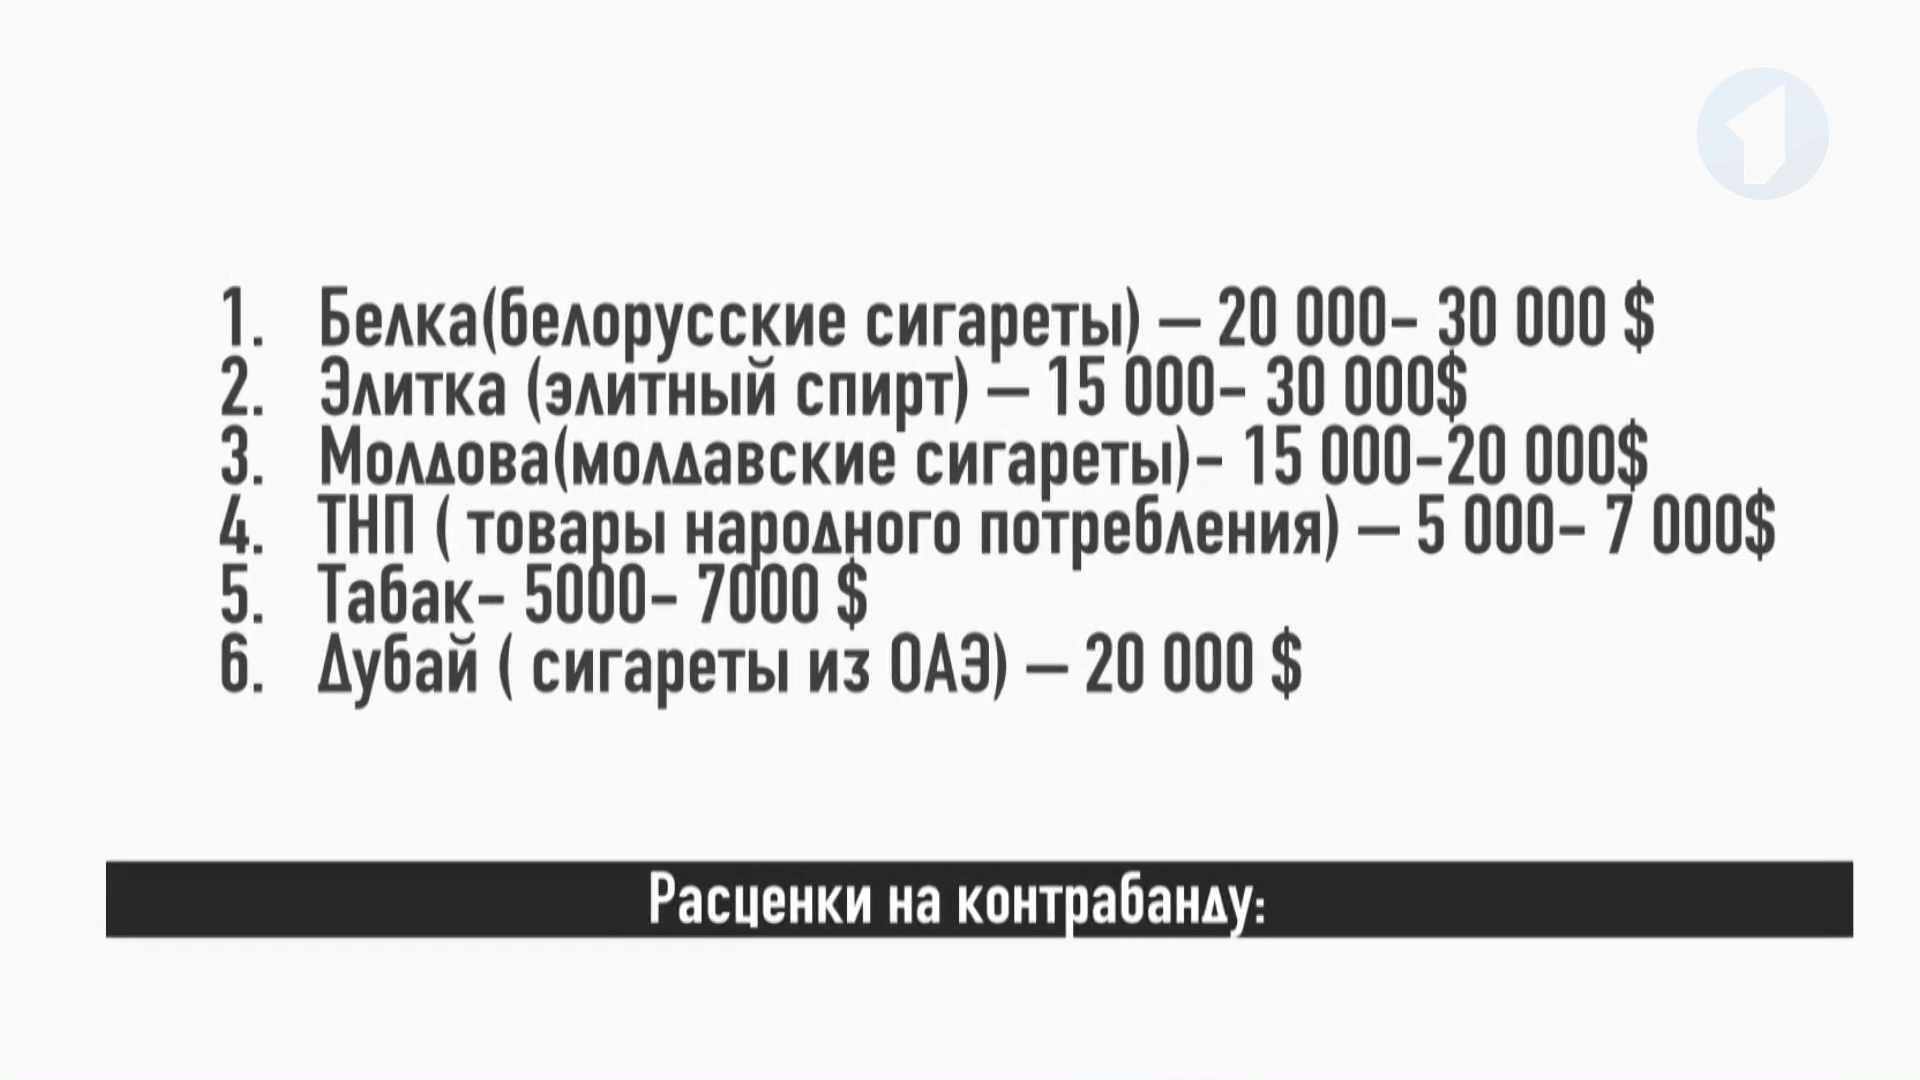 1. Белка(белорусские сигареты) — 20 000– 30 000 $
2. Элитка (элитный спирт) — 15 000– 30 000$
3. Молдова(молдавские сигареты)– 15 000–20 000$
4. ТНП ( товары народного потребления) — 5 000– 7 000$
5. Табак– 5000– 7000 $
6. Дубай ( сигареты из ОАЭ) — 20 000 $
Расценки на контрабанду: